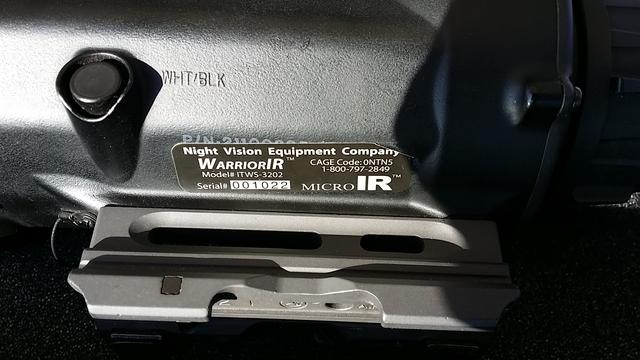 WHT/BLK
Night Vision Equipment Company
WARRIORIR™ CAGE Code: 0NTN5
Model# ITWS-3202 1-800-797-2849
Serial# 001022 MICRO IR™